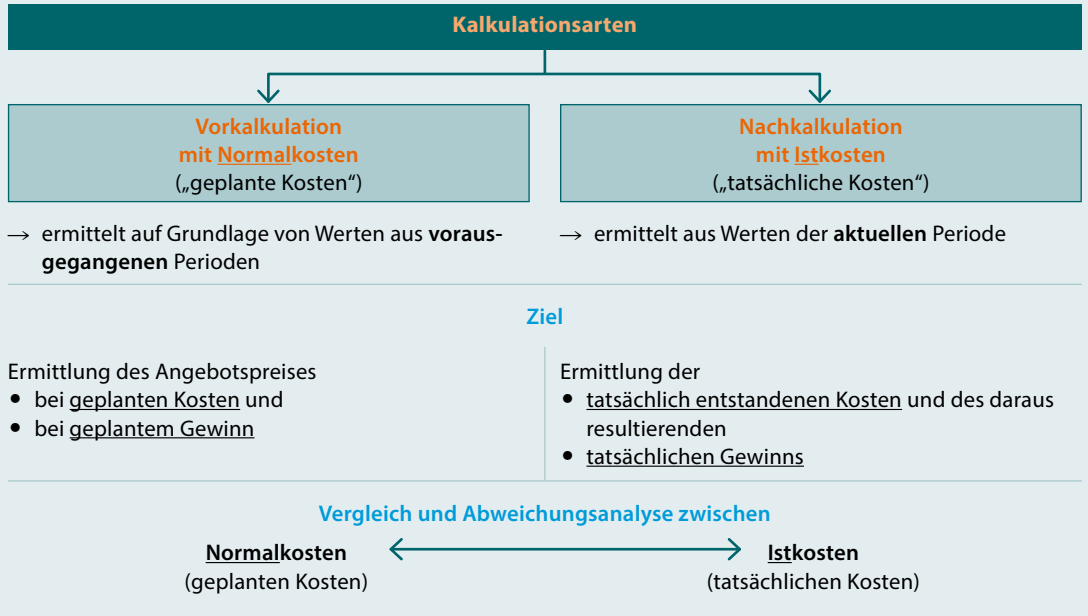 Kalkulationsarten
Vorkalkulation
mit Normalkosten
(„geplante Kosten“)
Nachkalkulation
mit Istkosten
(„tatsächliche Kosten“)
→ ermittelt auf Grundlage von Werten aus voraus-
gegangenen Perioden
→ ermittelt aus Werten der aktuellen Periode
Ziel
Ermittlung des Angebotspreises
• bei geplanten Kosten und
• bei geplantem Gewinn
Ermittlung der
• tatsächlich entstandenen Kosten und des daraus
resultierenden
• tatsächlichen Gewinns
Vergleich und Abweichungsanalyse zwischen
Normalkosten
(geplanten Kosten)
Istkosten
(tatsächlichen Kosten)